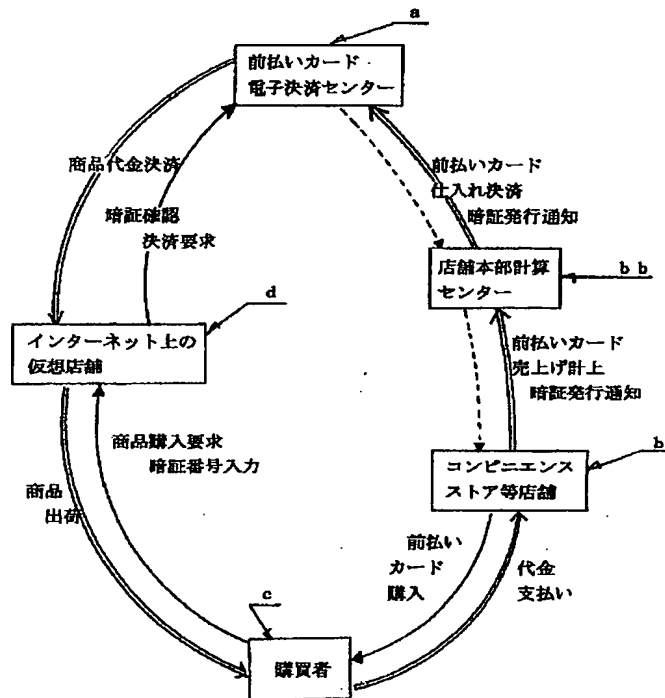 a
前払いカード
電子決済センター
商品代金決済
前払いカード
仕入れ決済
暗証発行通知
暗証確認
決済要求
店舗本部計算
センター
b b
d
インターネット上の
仮想店舗
前払いカード
売上げ計上
暗証発行通知
商品購入要求
暗証番号入力
b
コンビニエンス
ストア等店舗
商品
出荷
前払い
カード
購入
代金
支払い
c
購買者